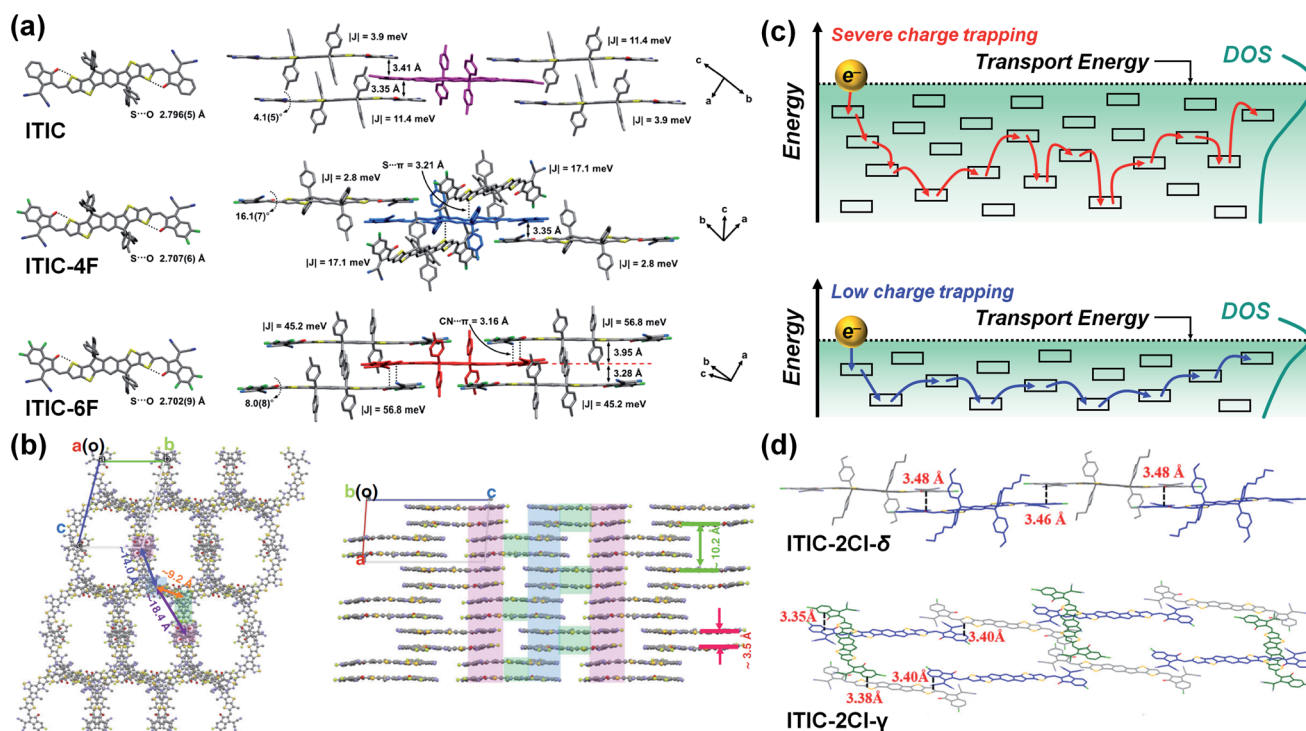 (a)
|J| = 3.9 meV
|J| = 11.4 meV
3.41 Å
3.35 Å
S···O 2.796(5) Å
4.1(5)°
|J| = 11.4 meV
|J| = 3.9 meV
ITIC
c
a
b
S···π = 3.21 Å
|J| = 2.8 meV
|J| = 17.1 meV
16.1(7)°
3.35 Å
S···O 2.707(6) Å
|J| = 17.1 meV
|J| = 2.8 meV
ITIC-4F
c
b
a
|J| = 45.2 meV
CN···π = 3.16 Å
|J| = 56.8 meV
3.95 Å
3.28 Å
S···O 2.702(9) Å
8.0(8)°
|J| = 56.8 meV
|J| = 45.2 meV
ITIC-6F
b
c
a
(b)
a(o)
b
c
~9.2 Å
~18.4 Å
b(o)
c
a
~ 10.2 Å
~ 3.5 Å
(c)
Severe charge trapping
DOS
e–
Transport Energy
Energy
Low charge trapping
DOS
e–
Transport Energy
Energy
(d)
3.48 Å
3.48 Å
3.46 Å
ITIC-2Cl-δ
3.35Å
3.40Å
3.40Å
3.38Å
ITIC-2Cl-γ